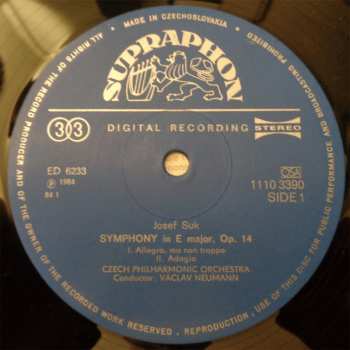 MADE IN CZECHOSLOVAKIA
ALL RIGHTS OF THE RECORD PRODUCER AND OF THE OWNER OF THE RECORDED WORK RESERVED . REPRODUCTION . USE OF THIS RECORD FOR PUBLIC PERFORMANCE AND BROADCASTING PROHIBITED
SUPRAPHON
33
DIGITAL RECORDING
STEREO
ED 6233
℗ 1984
84 1
OSA
1110 3390
SIDE 1
Josef Suk
SYMPHONY in E major, Op. 14
I. Allegro, ma non troppo
II. Adagio
CZECH PHILHARMONIC ORCHESTRA
Conductor: VÁCLAV NEUMANN